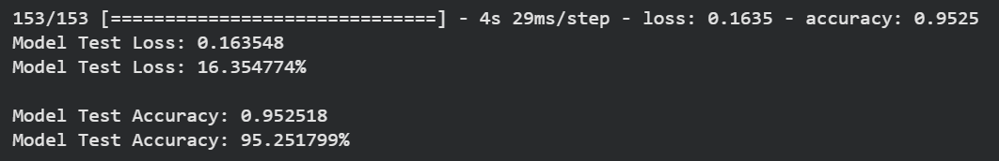 153/153 [==============================] - 4s 29ms/step - loss: 0.1635 - accuracy: 0.9525
Model Test Loss: 0.163548
Model Test Loss: 16.354774%
Model Test Accuracy: 0.952518
Model Test Accuracy: 95.251799%